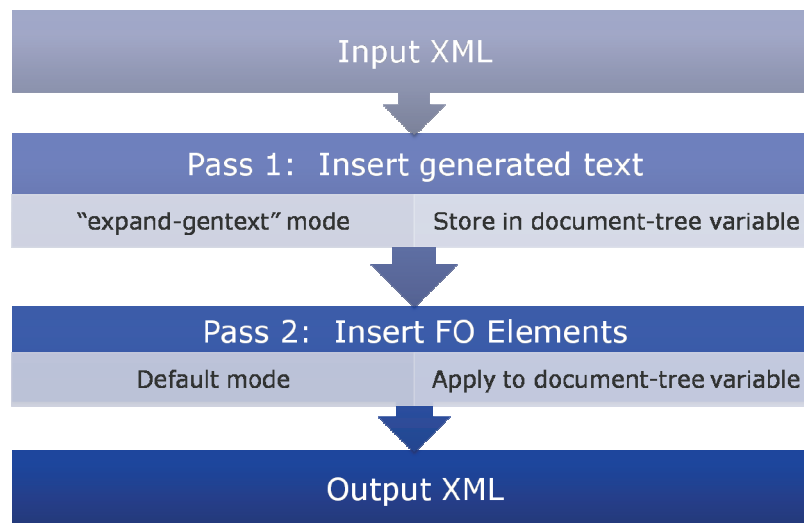 Input XML
Pass 1: Insert generated text
“expand-gentext” mode
Store in document-tree variable
Pass 2: Insert FO Elements
Default mode
Apply to document-tree variable
Output XML